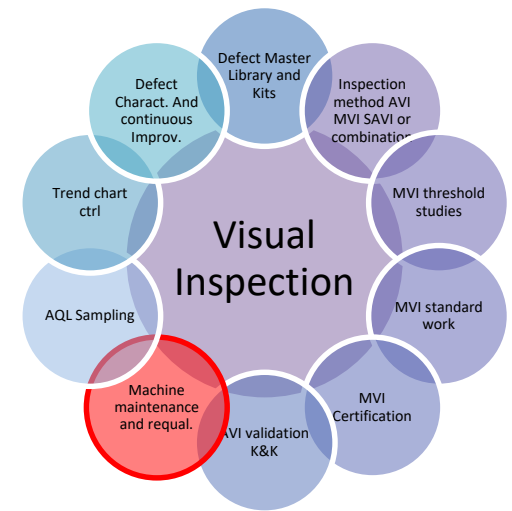 Defect Master
Library and
Kits
Inspection
method AVI
MVI SAVI or
combination
MVI threshold
studies
MVI standard
work
MVI
Certification
AVI validation
K&K
Machine
maintenance
and requal.
AQL Sampling
Trend chart
ctrl
Defect
Charact. And
continuous
Improv.
Visual
Inspection